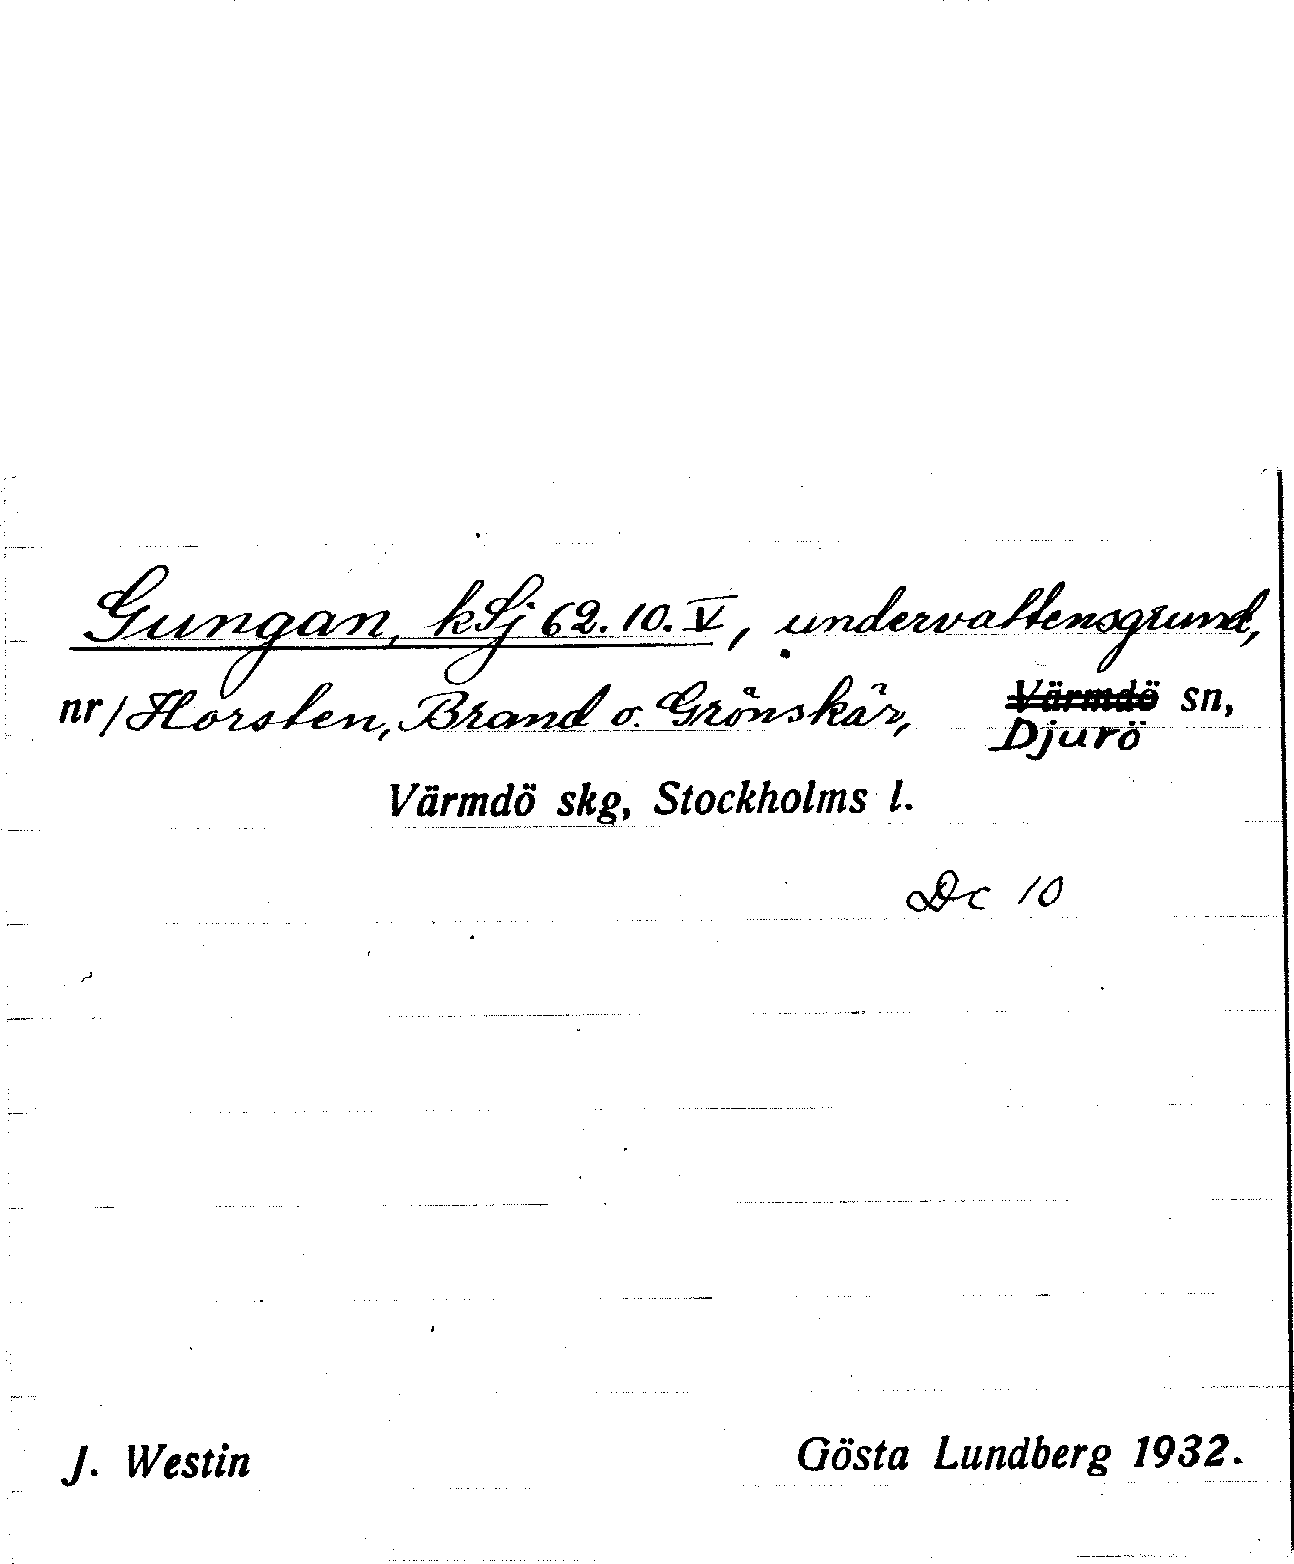 Gungan, kSj 62.10.V, undervattensgrund,
nr/Horsten, Brand o. Grönskär, Värmdö sn,
Djurö
Värmdö skg, Stockholms l.
Dc 10
J. Westin Gösta Lundberg 1932.